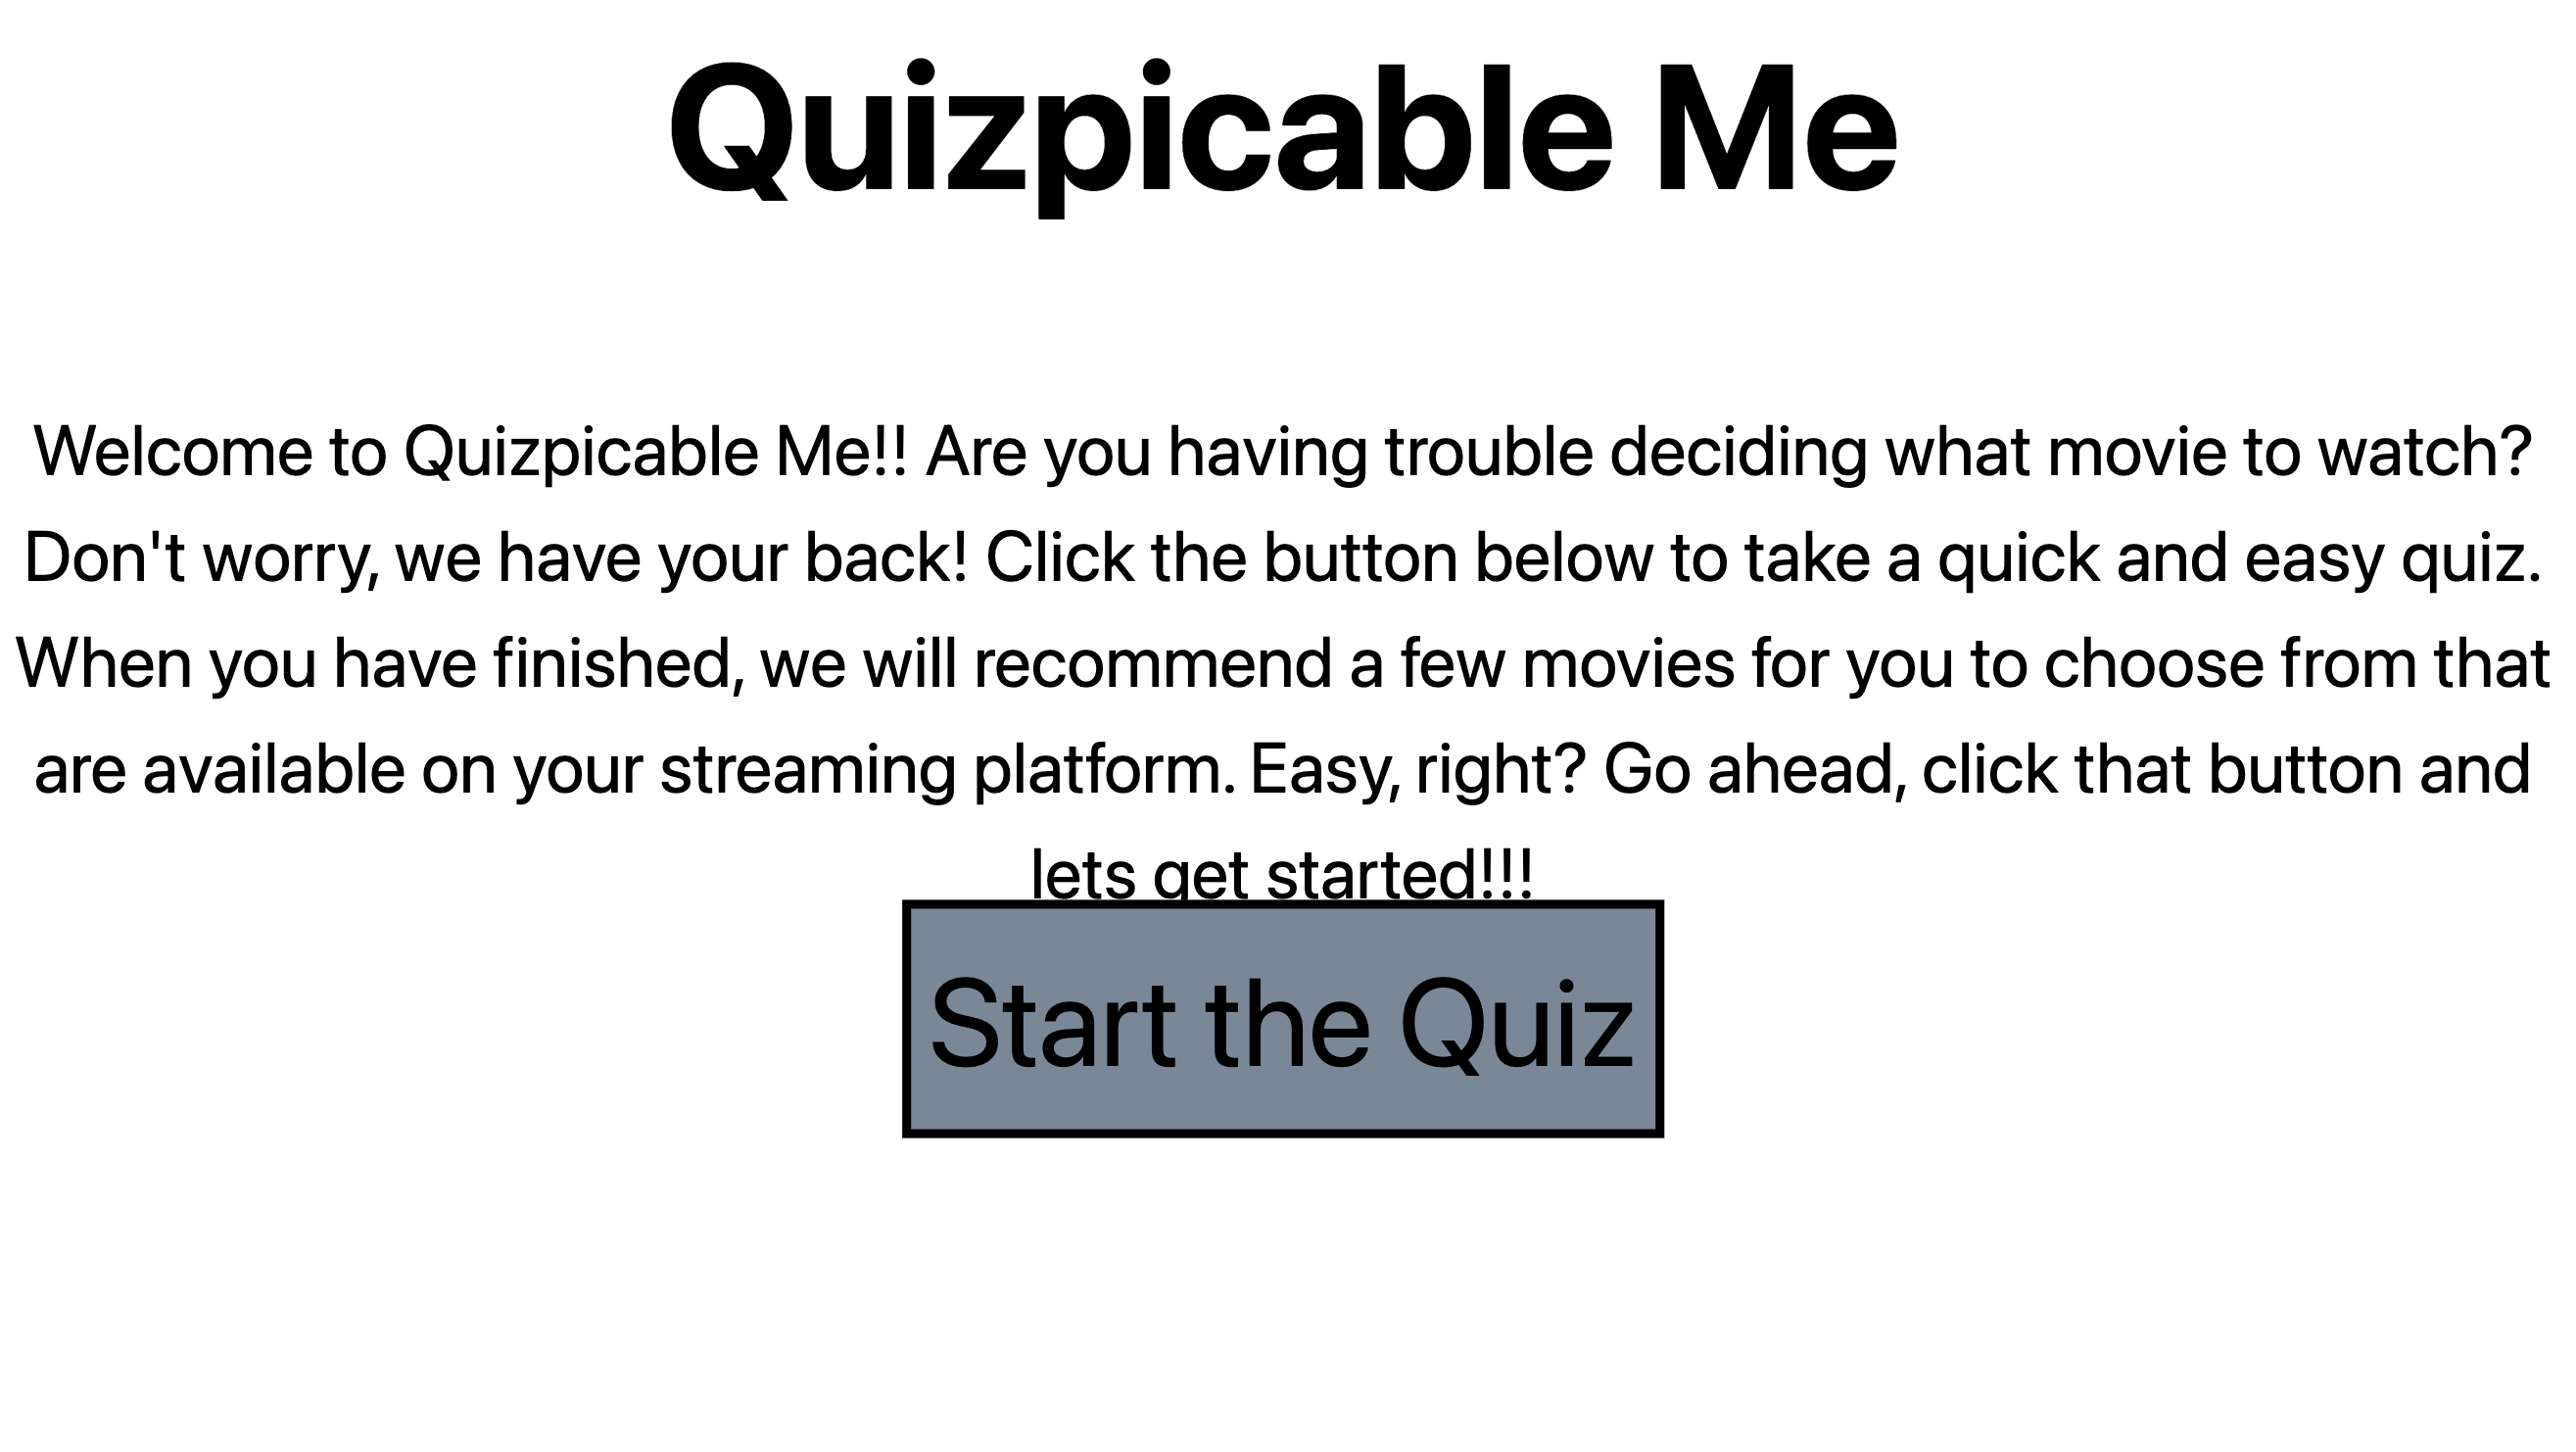 Quizpicable Me
Welcome to Quizpicable Me!! Are you having trouble deciding what movie to watch?
Don't worry, we have your back! Click the button below to take a quick and easy quiz.
When you have finished, we will recommend a few movies for you to choose from that
are available on your streaming platform. Easy, right? Go ahead, click that button and
lets get started!!!
Start the Quiz